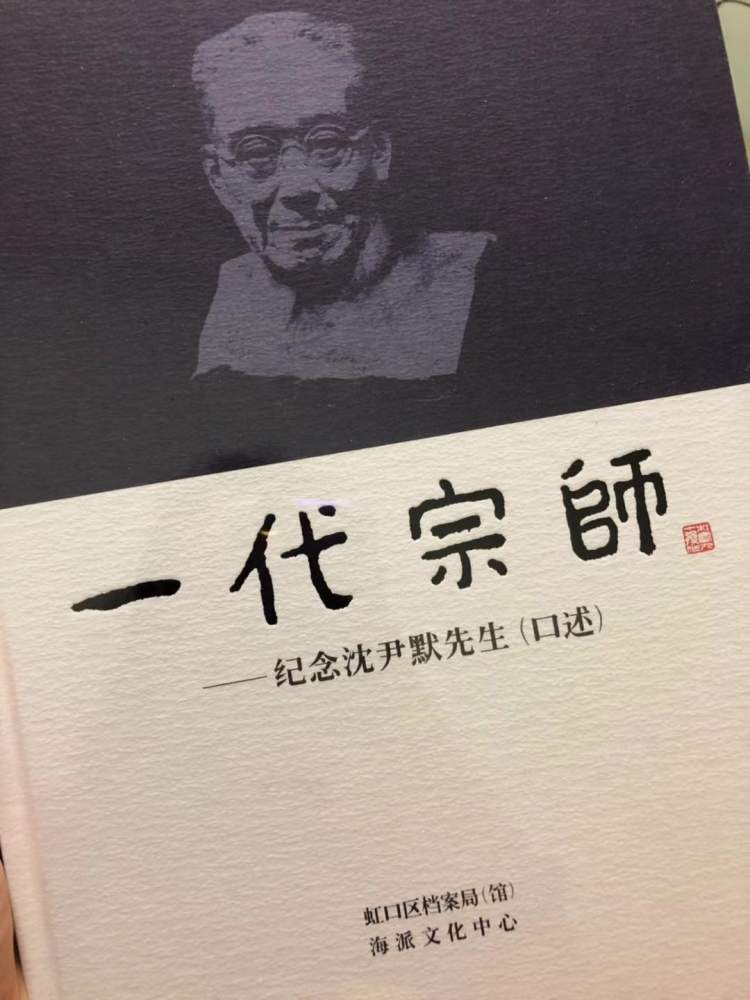 一代宗師
——纪念沈尹默先生(口述)
虹口区档案局(馆)
海派文化中心